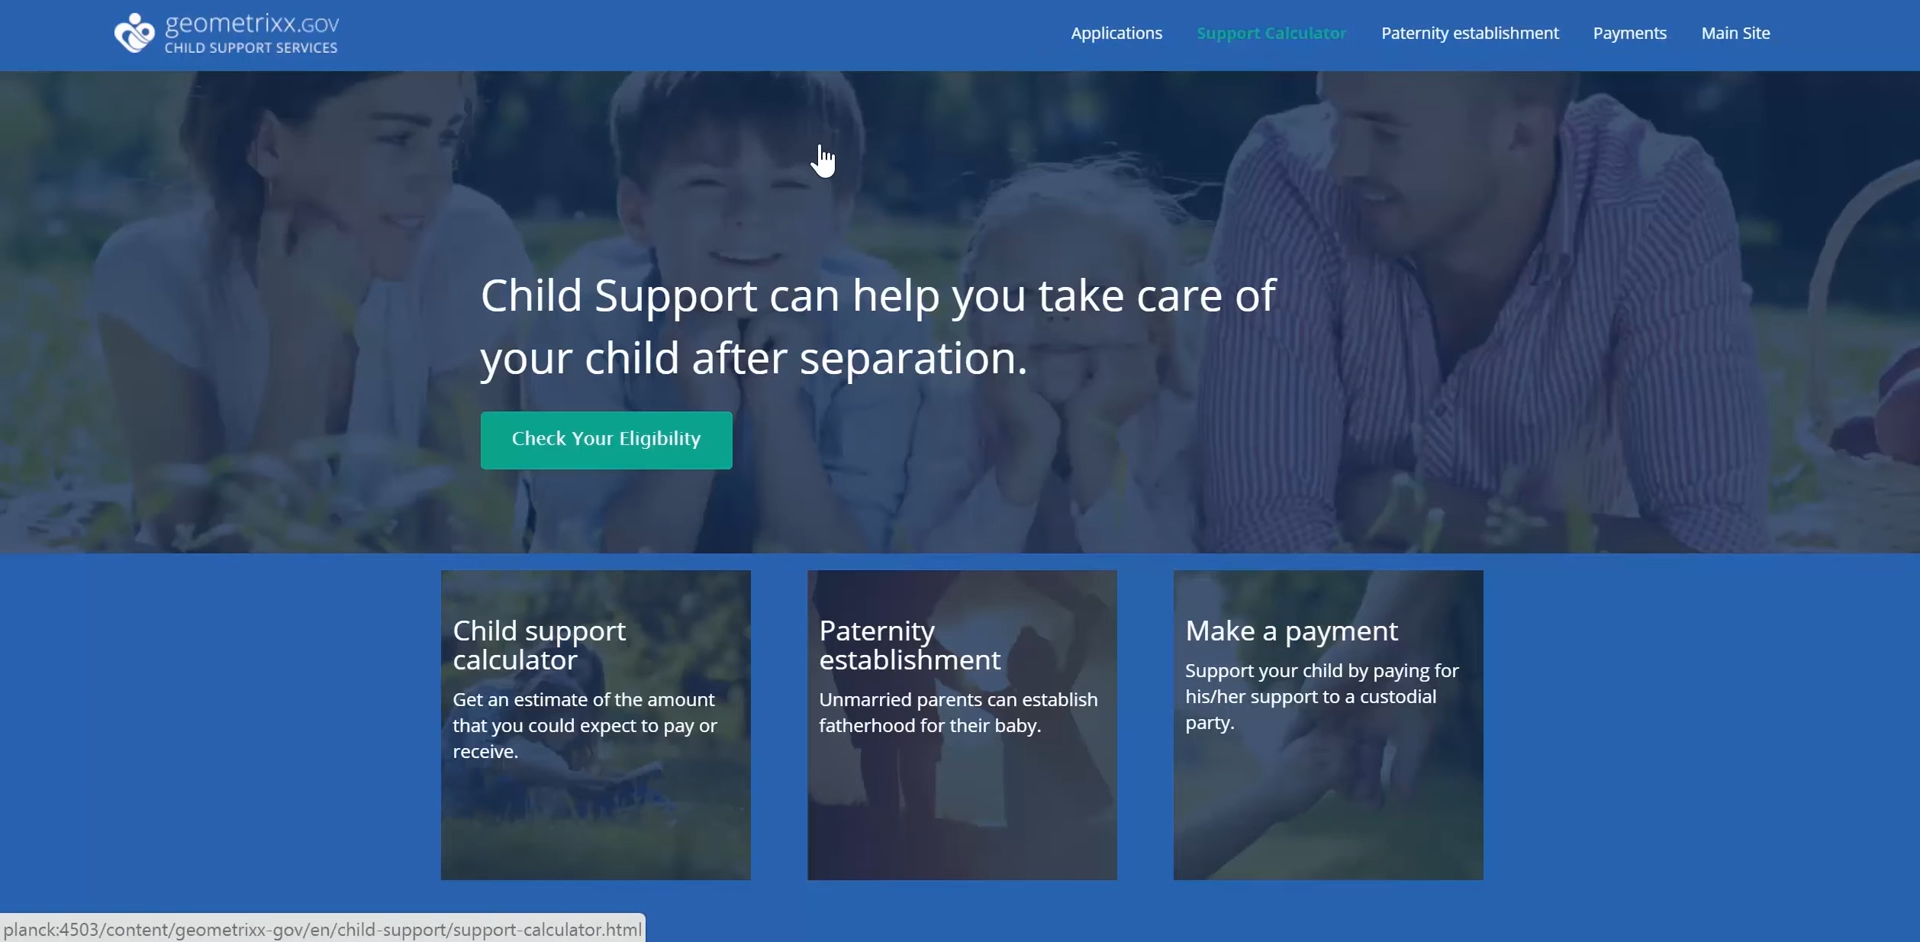 geometrixx.GOV
CHILD SUPPORT SERVICES
Applications
Support Calculator
Paternity establishment
Payments
Main Site
Child Support can help you take care of
your child after separation.
Check Your Eligibility
Child support
calculator
Get an estimate of the amount
that you could expect to pay or
receive.
Paternity
establishment
Unmarried parents can establish
fatherhood for their baby.
Make a payment
Support your child by paying for
his/her support to a custodial
party.
planck:4503/content/geometrixx-gov/en/child-support/support-calculator.html